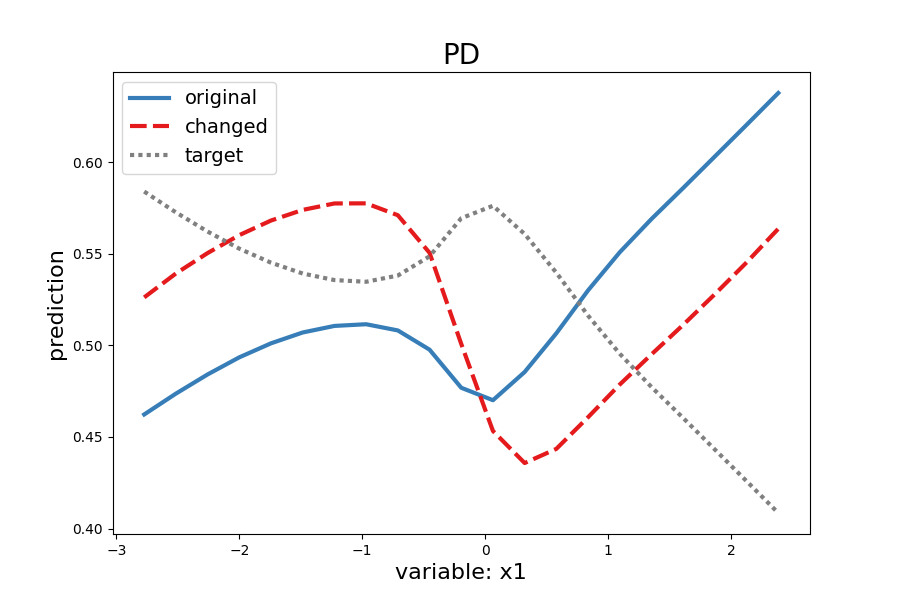 PD
original
changed
target
0.60
0.55
0.50
0.45
0.40
prediction
−3 −2 −1 0 1 2
variable: x1